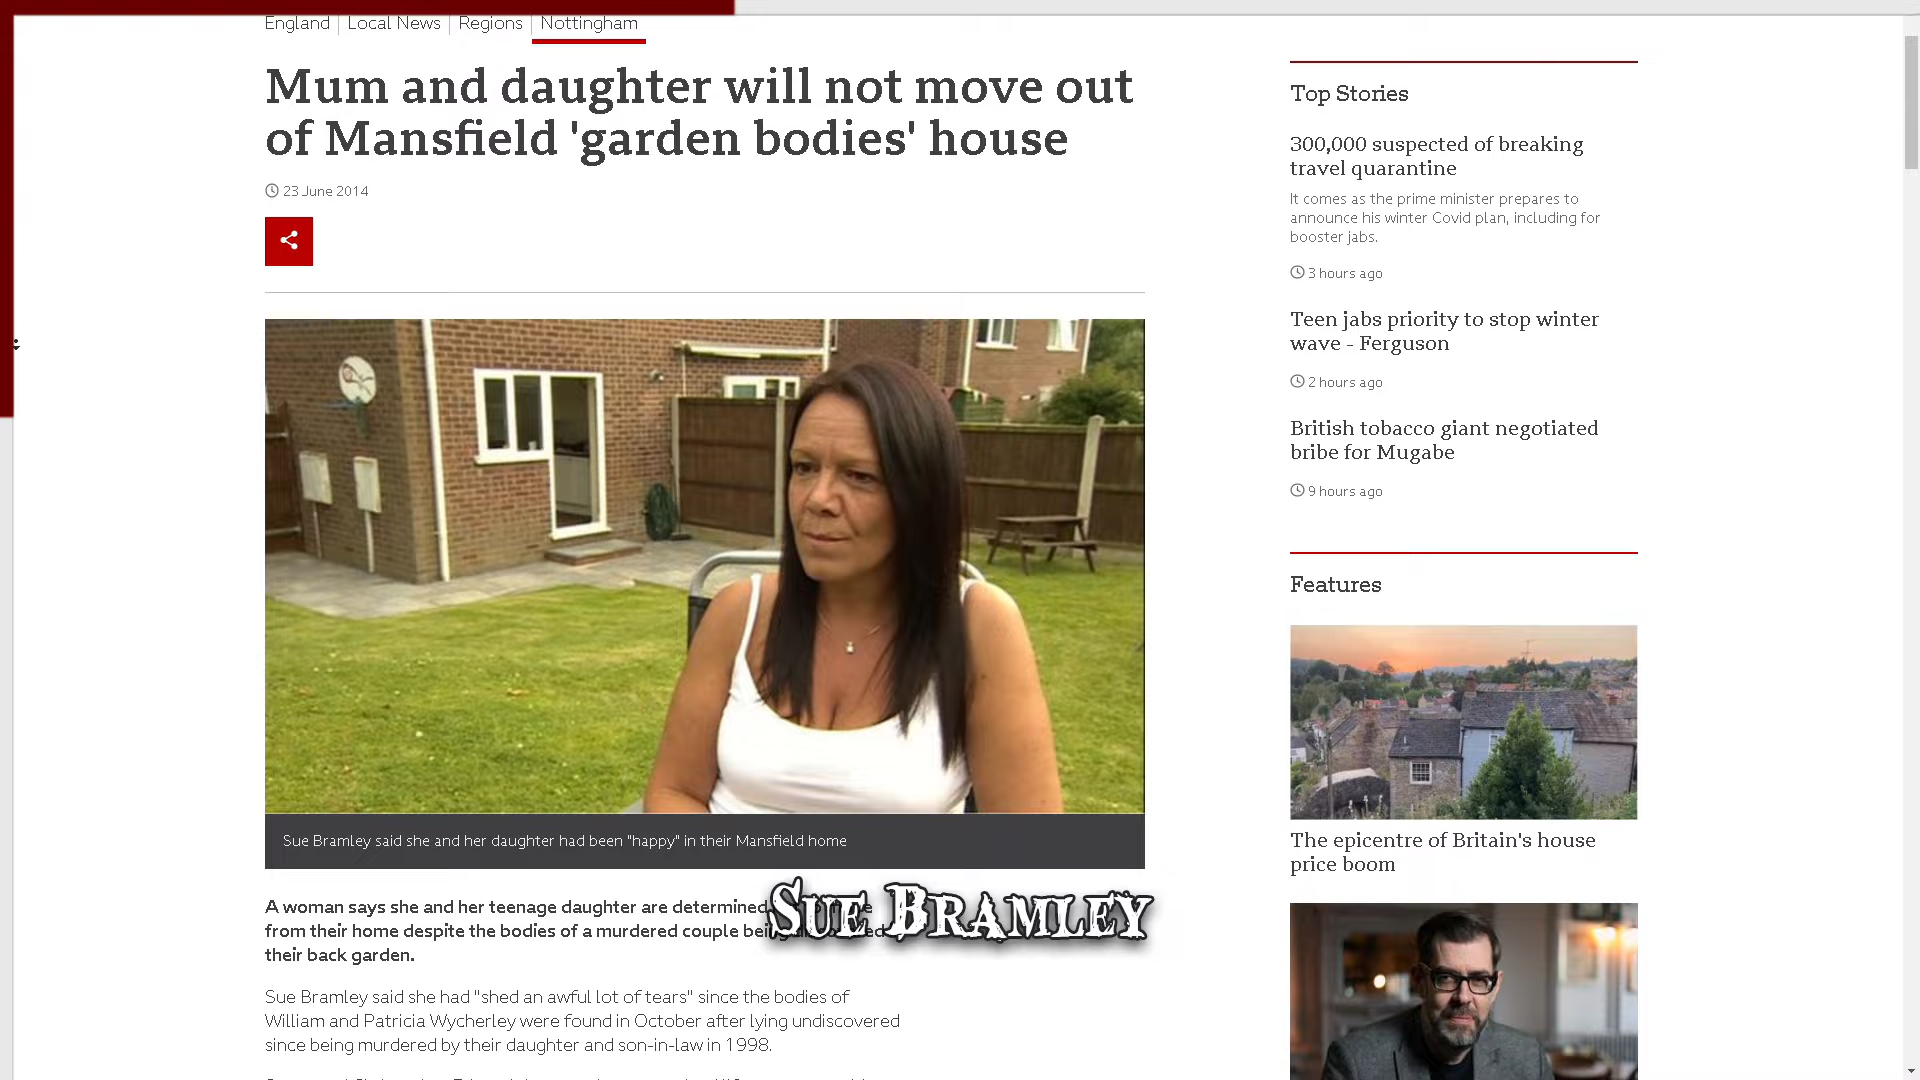 England
Local News
Regions
Nottingham
Mum and daughter will not move out
of Mansfield 'garden bodies' house
23 June 2014
Sue Bramley said she and her daughter had been "happy" in their Mansfield home
Sue Bramley
A woman says she and her teenage daughter are determined
from their home despite the bodies of a murdered couple
their back garden.
Sue Bramley said she had "shed an awful lot of tears" since the bodies of
William and Patricia Wycherley were found in October after lying undiscovered
since being murdered by their daughter and son-in-law in 1998.
Top Stories
300,000 suspected of breaking
travel quarantine
It comes as the prime minister prepares to
announce his winter Covid plan, including for
booster jabs.
3 hours ago
Teen jabs priority to stop winter
wave - Ferguson
2 hours ago
British tobacco giant negotiated
bribe for Mugabe
9 hours ago
Features
The epicentre of Britain's house
price boom